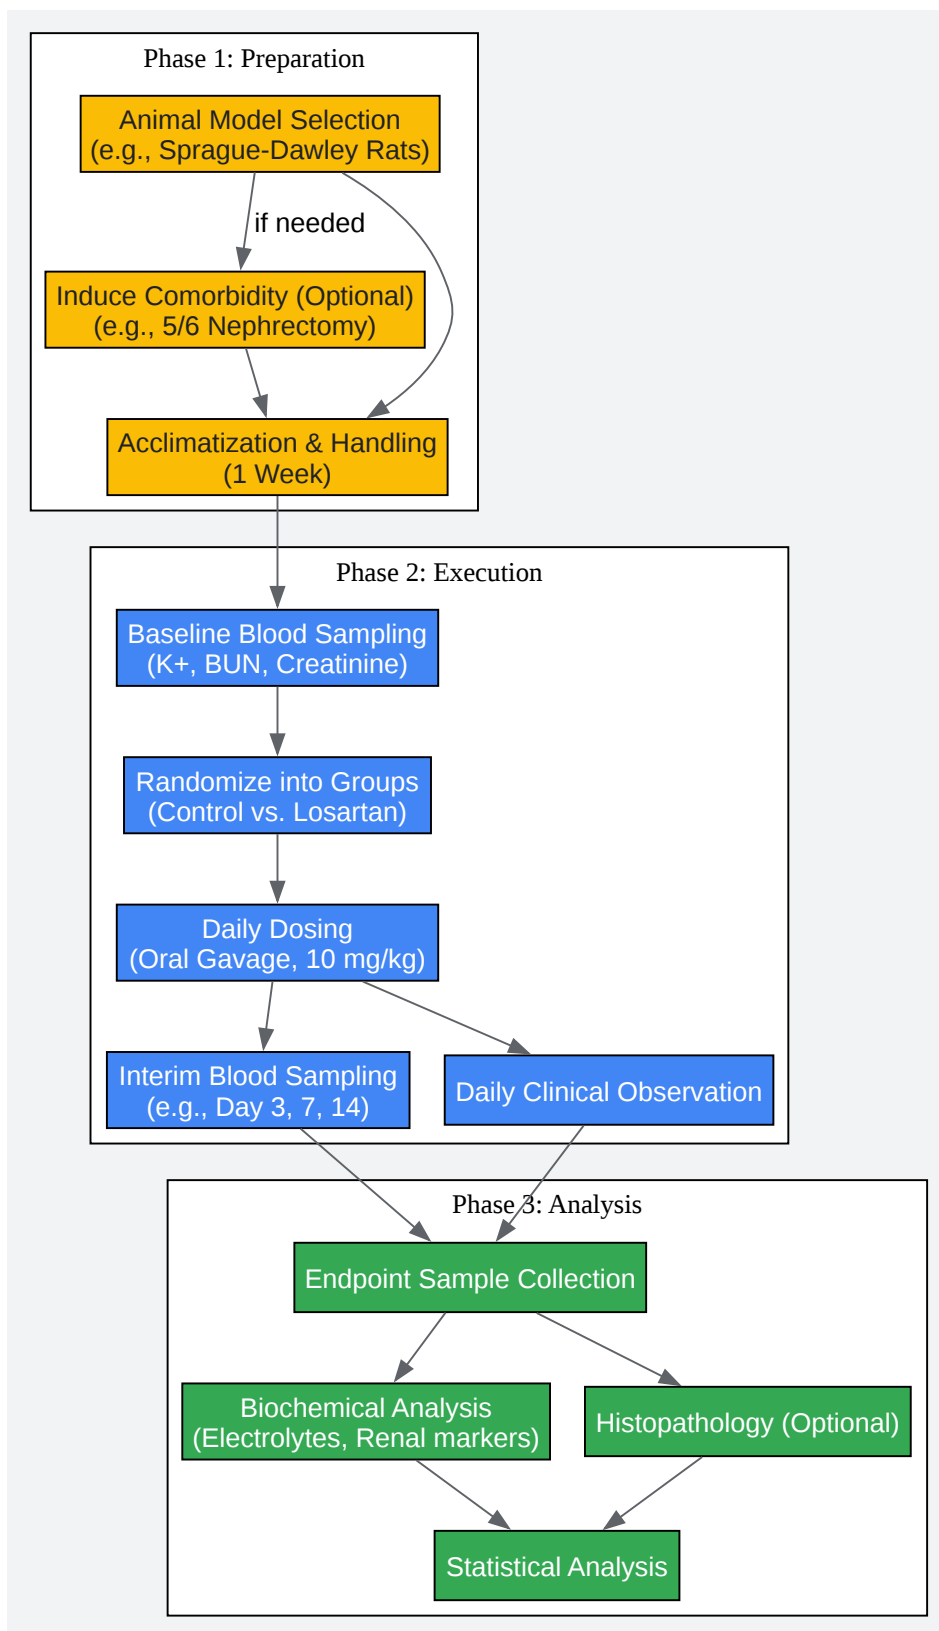 Phase 1: Preparation
Animal Model Selection
(e.g., Sprague-Dawley Rats)
if needed
Induce Comorbidity (Optional)
(e.g., 5/6 Nephrectomy)
Acclimatization & Handling
(1 Week)
Phase 2: Execution
Baseline Blood Sampling
(K+, BUN, Creatinine)
Randomize into Groups
(Control vs. Losartan)
Daily Dosing
(Oral Gavage, 10 mg/kg)
Interim Blood Sampling
(e.g., Day 3, 7, 14)
Daily Clinical Observation
Phase 3: Analysis
Endpoint Sample Collection
Biochemical Analysis
(Electrolytes, Renal markers)
Histopathology (Optional)
Statistical Analysis